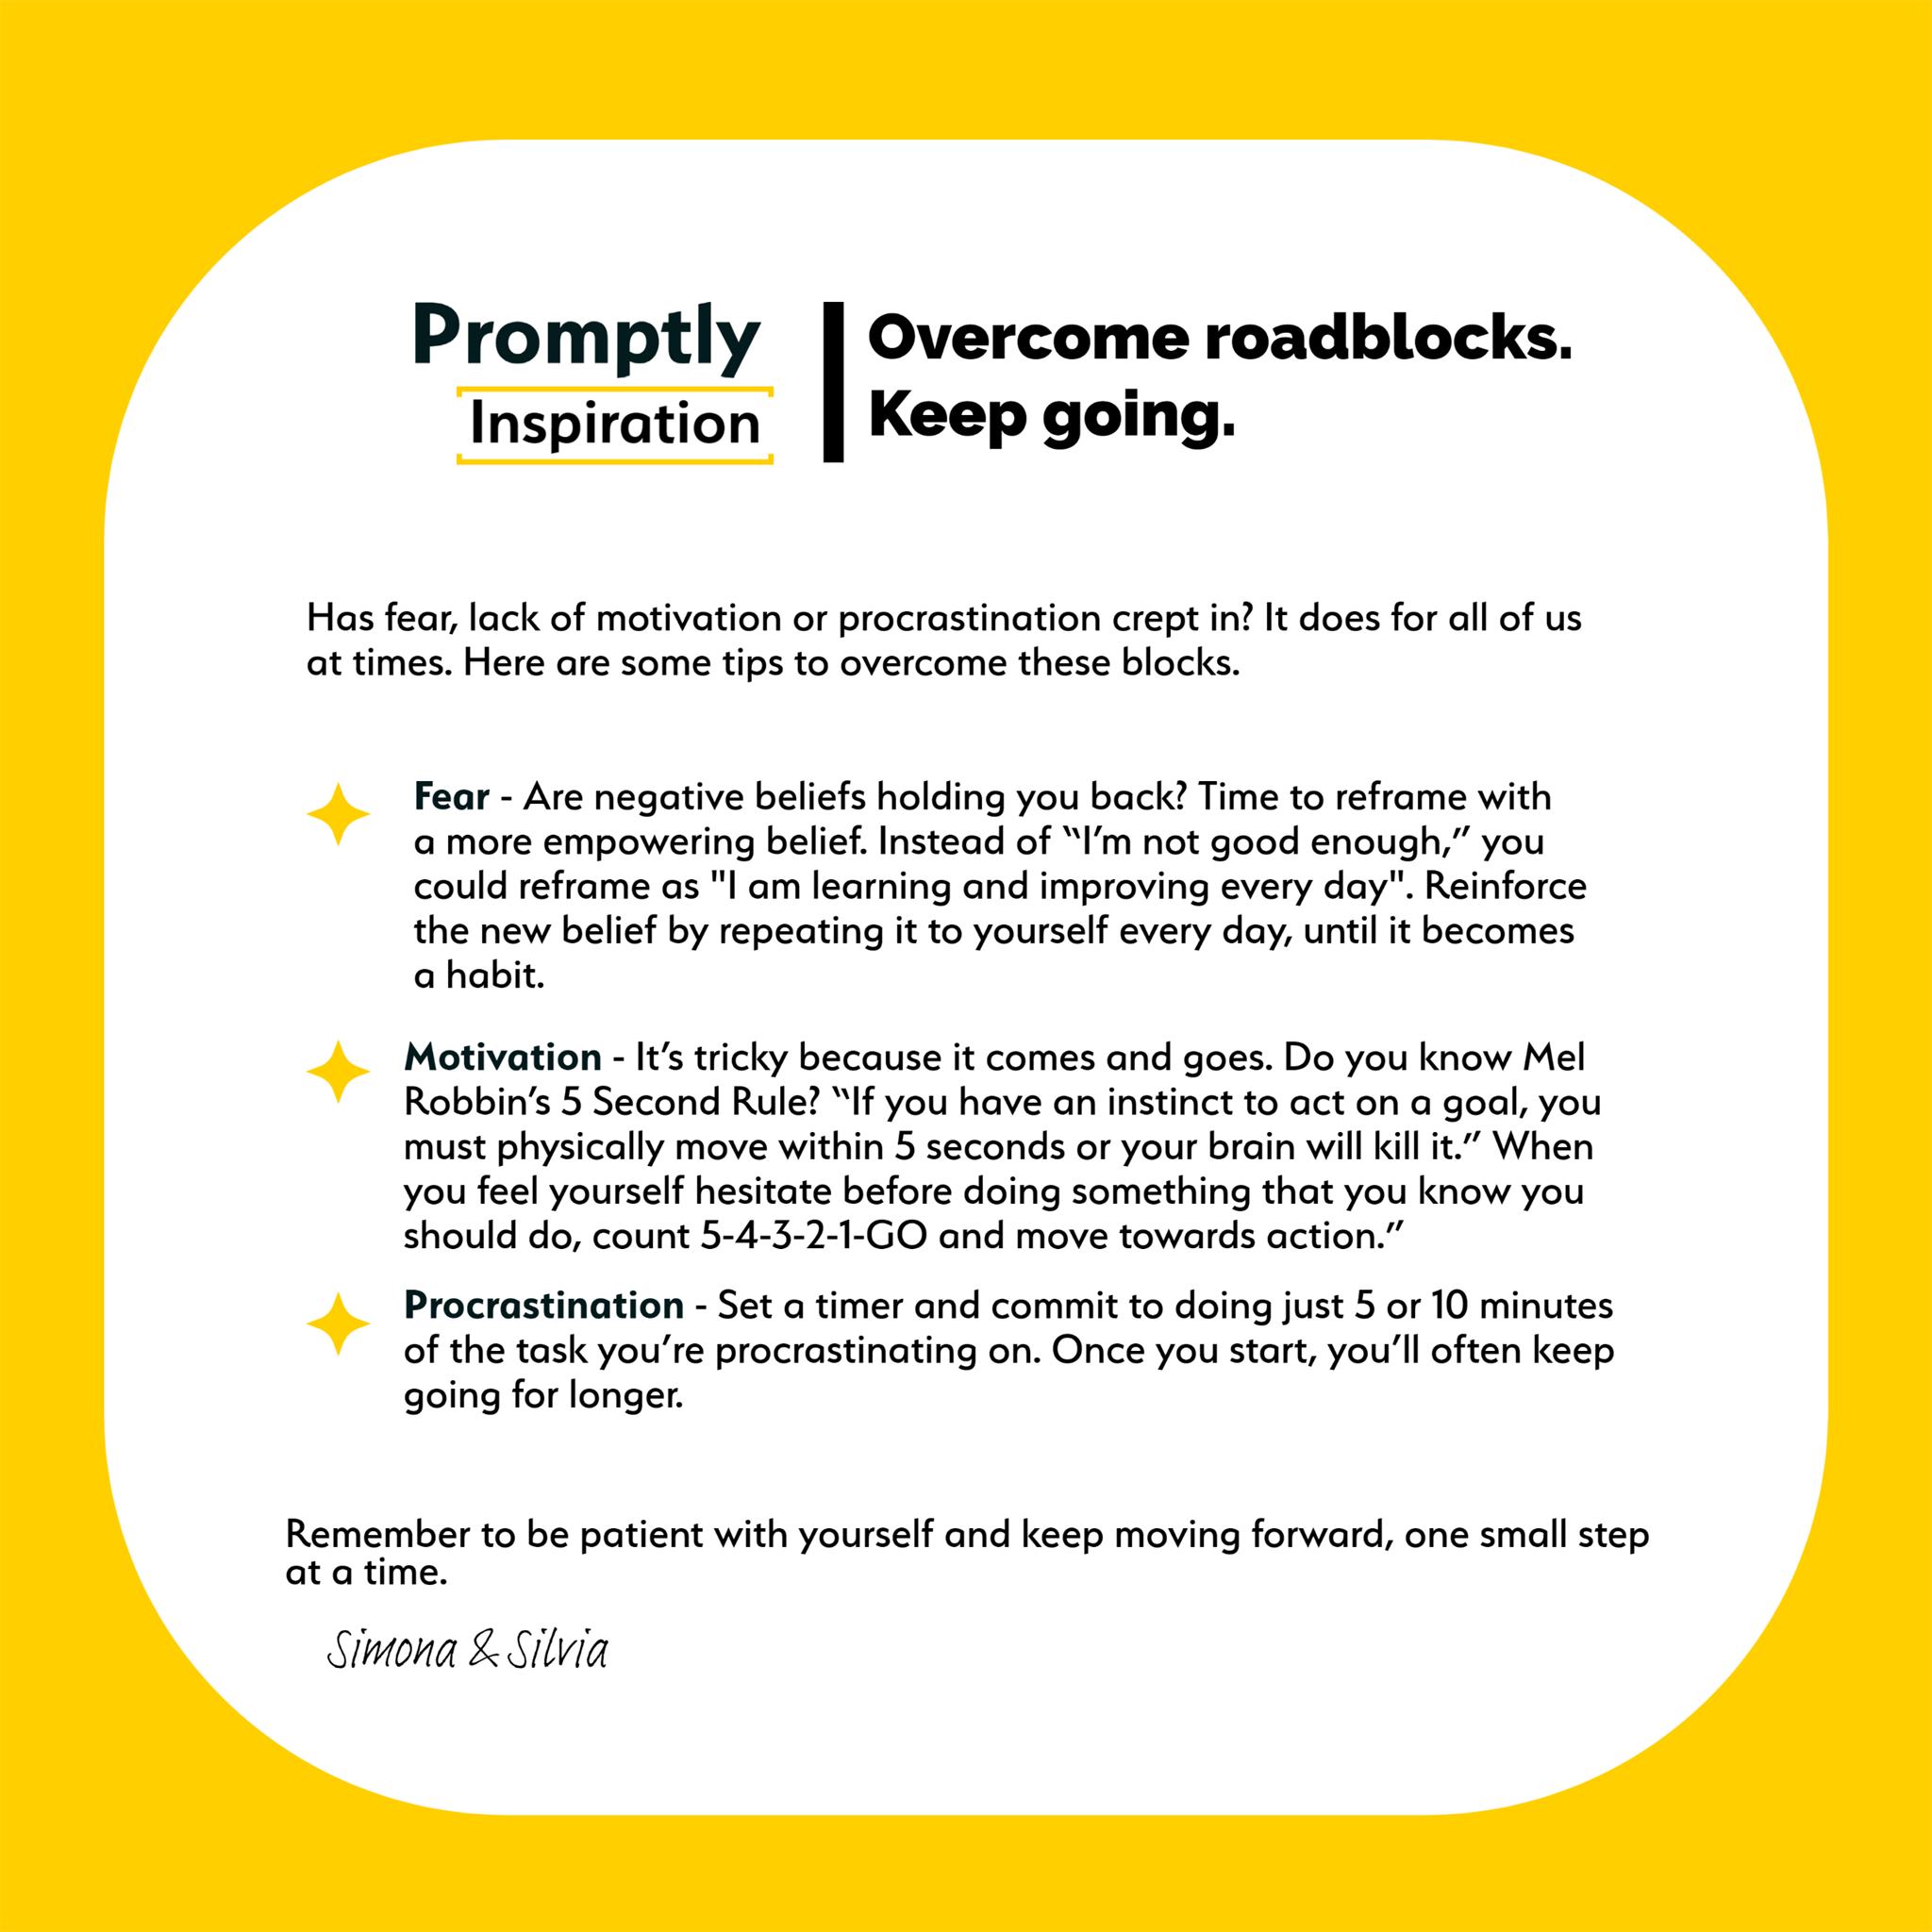 Promptly
Inspiration
Overcome roadblocks.
Keep going.
Has fear, lack of motivation or procrastination crept in? It does for all of us
at times. Here are some tips to overcome these blocks.
Fear - Are negative beliefs holding you back? Time to reframe with
a more empowering belief. Instead of “I’m not good enough,” you
could reframe as "I am learning and improving every day". Reinforce
the new belief by repeating it to yourself every day, until it becomes
a habit.
Motivation - It’s tricky because it comes and goes. Do you know Mel
Robbin’s 5 Second Rule? “If you have an instinct to act on a goal, you
must physically move within 5 seconds or your brain will kill it.” When
you feel yourself hesitate before doing something that you know you
should do, count 5-4-3-2-1-GO and move towards action.”
Procrastination - Set a timer and commit to doing just 5 or 10 minutes
of the task you’re procrastinating on. Once you start, you’ll often keep
going for longer.
Remember to be patient with yourself and keep moving forward, one small step
at a time.
Simona & Silvia